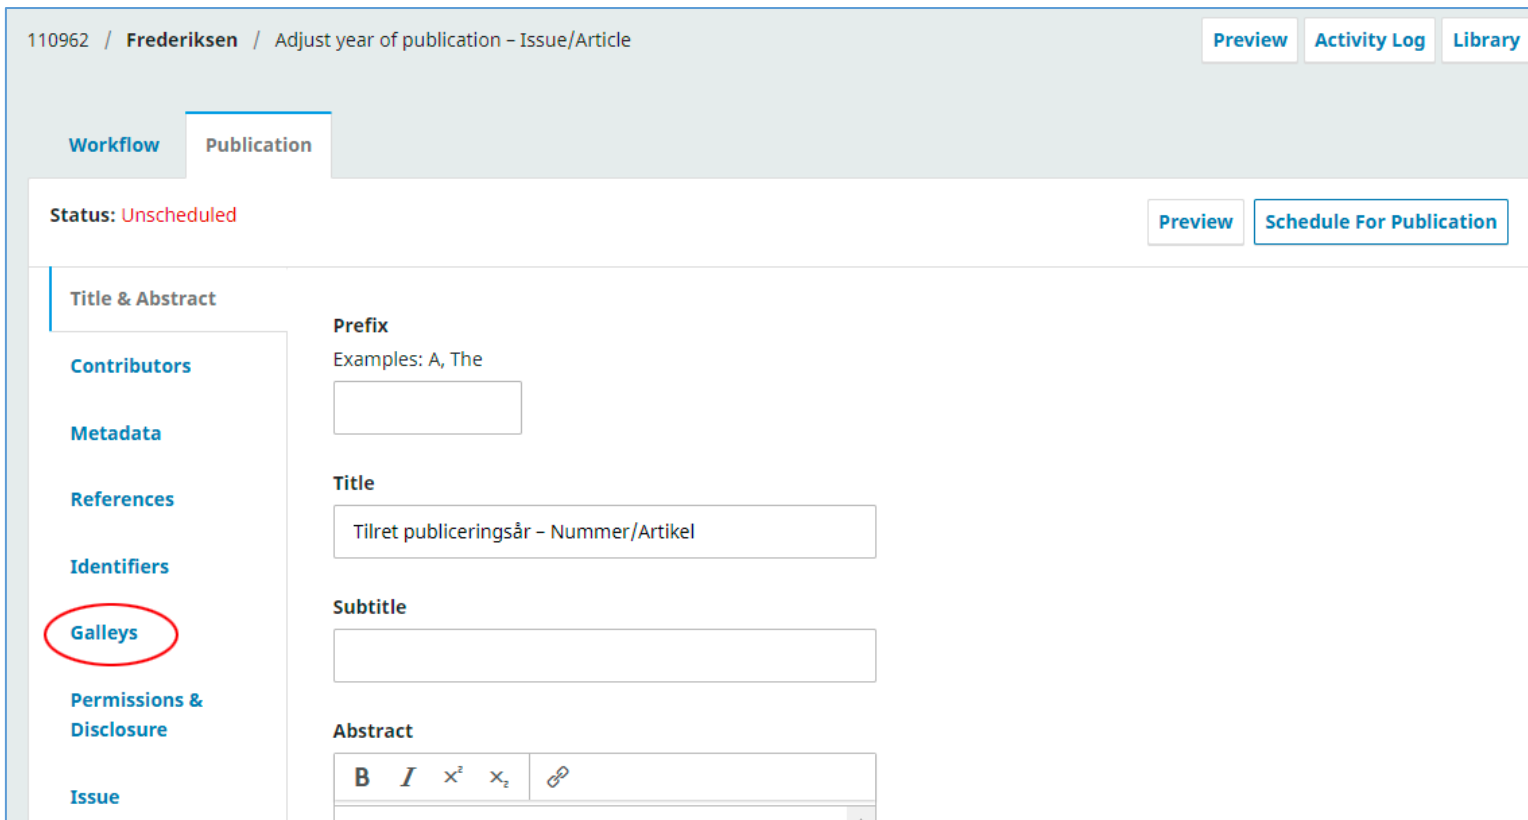 110962 / Frederiksen / Adjust year of publication – Issue/Article
Preview
Activity Log
Library
Workflow
Publication
Status: Unscheduled
Preview
Schedule For Publication
Title & Abstract
Contributors
Metadata
References
Identifiers
Galleys
Permissions &
Disclosure
Issue
Prefix
Examples: A, The
Title
Tilret publiceringsår – Nummer/Artikel
Subtitle
Abstract
B I x² x₂